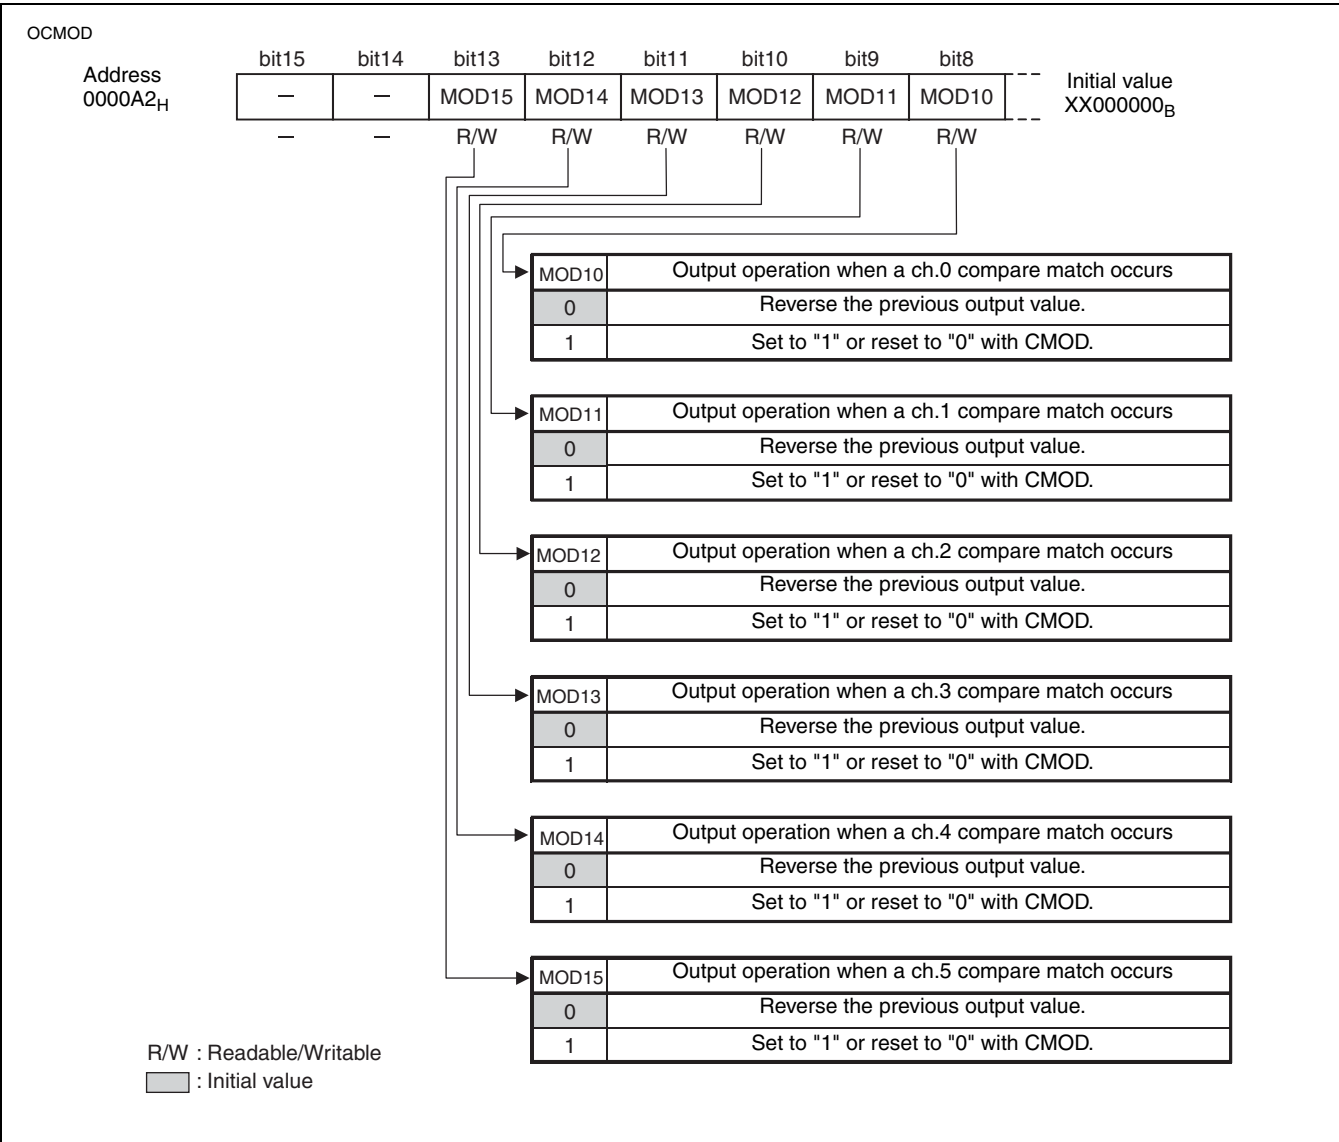 OCMOD
bit15 bit14 bit13 bit12 bit11 bit10 bit9 bit8
Address
0000A2H
– – MOD15 MOD14 MOD13 MOD12 MOD11 MOD10
Initial value
XX000000B
– – R/W R/W R/W R/W R/W R/W
MOD10 Output operation when a ch.0 compare match occurs
0 Reverse the previous output value.
1 Set to "1" or reset to "0" with CMOD.
MOD11 Output operation when a ch.1 compare match occurs
0 Reverse the previous output value.
1 Set to "1" or reset to "0" with CMOD.
MOD12 Output operation when a ch.2 compare match occurs
0 Reverse the previous output value.
1 Set to "1" or reset to "0" with CMOD.
MOD13 Output operation when a ch.3 compare match occurs
0 Reverse the previous output value.
1 Set to "1" or reset to "0" with CMOD.
MOD14 Output operation when a ch.4 compare match occurs
0 Reverse the previous output value.
1 Set to "1" or reset to "0" with CMOD.
MOD15 Output operation when a ch.5 compare match occurs
0 Reverse the previous output value.
1 Set to "1" or reset to "0" with CMOD.
R/W : Readable/Writable
: Initial value